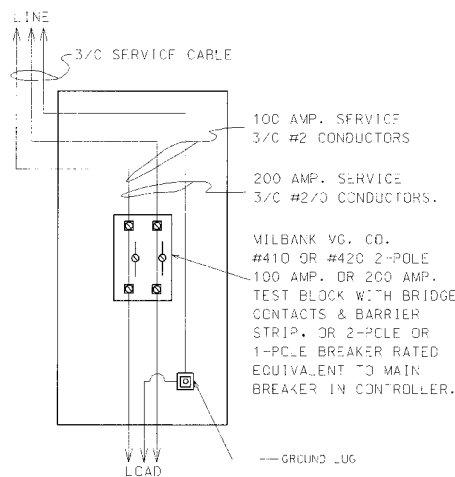 LINE
3/C SERVICE CABLE
100 AMP. SERVICE
3/C #2 CONDUCTORS
200 AMP. SERVICE
3/C #2/0 CONDUCTORS.
MILBANK VG. CO.
#410 OR #420 2-POLE
100 AMP. OR 200 AMP.
TEST BLOCK WITH BRIDGE
CONTACTS & BARRIER
STRIP. OR 2-POLE OR
1-POLE BREAKER RATED
EQUIVALENT TO MAIN
BREAKER IN CONTROLLER.
GROUND LUG
LOAD